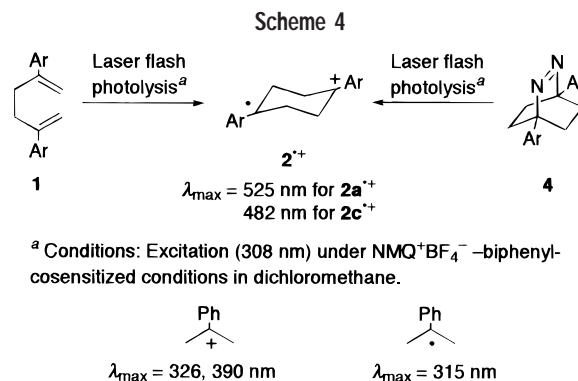 Scheme 4
Ar
Laser flash
photolysis^a
Ar
1
Ar
•
+
Ar
2•+
λmax = 525 nm for 2a•+
482 nm for 2c•+
Laser flash
photolysis^a
N
N
Ar
Ar
4
a Conditions: Excitation (308 nm) under NMQ+BF4− –biphenyl-
cosensitized conditions in dichloromethane.
Ph
+
λmax = 326, 390 nm
Ph
•
λmax = 315 nm